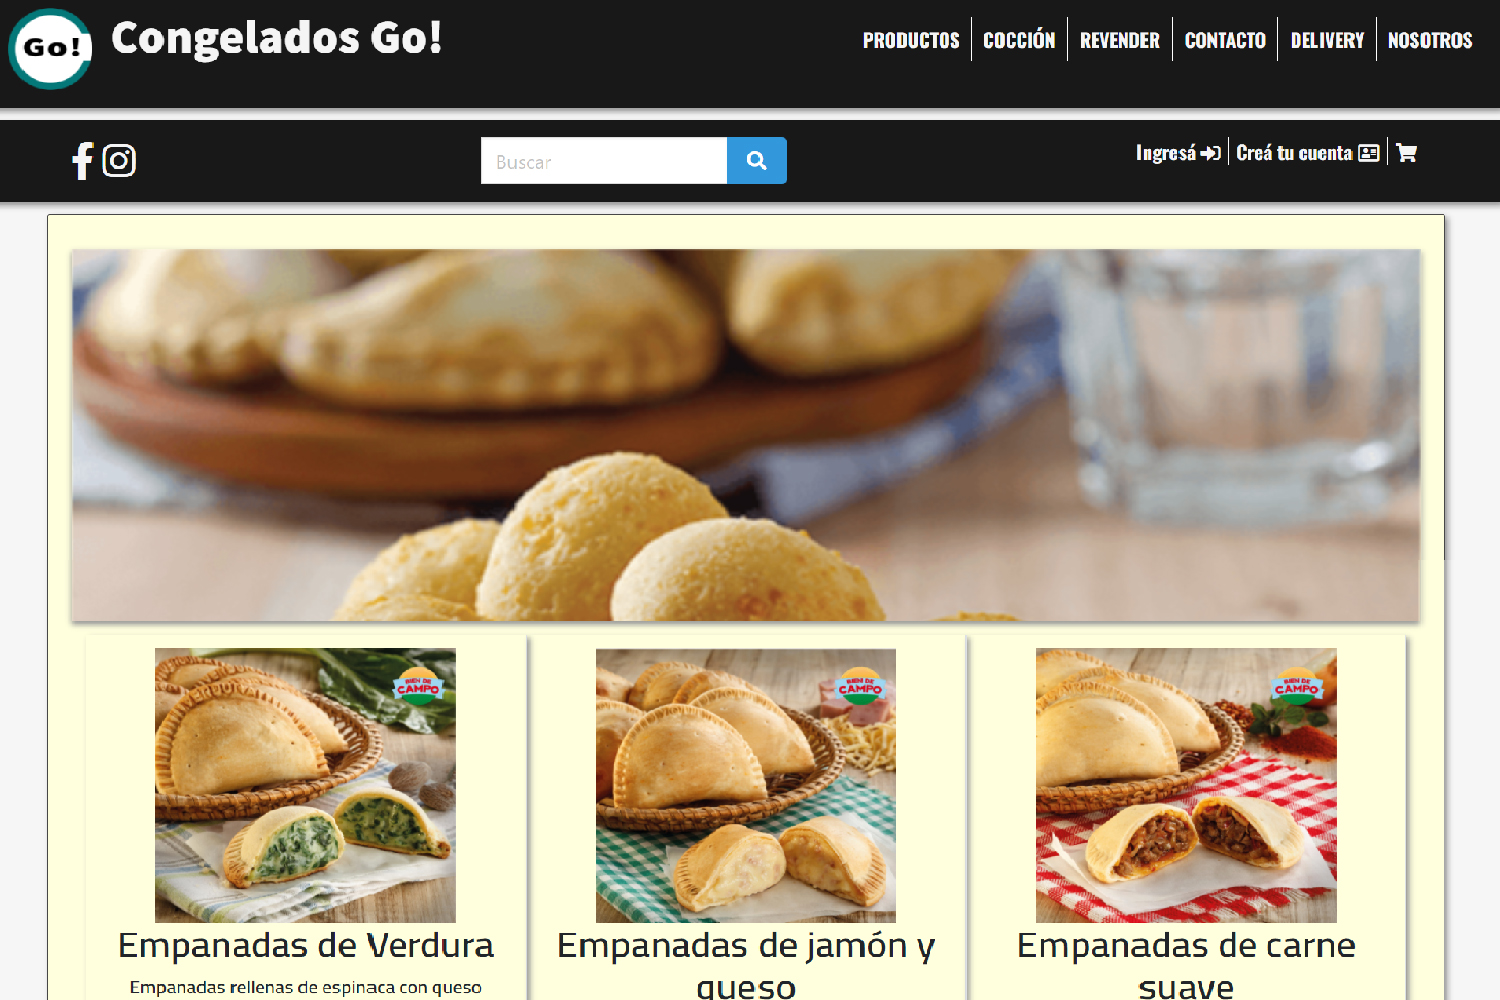 Go!
Congelados Go!
PRODUCTOS
COCCIÓN
REVENDER
CONTACTO
DELIVERY
NOSOTROS
Buscar
Ingresá
Creá tu cuenta
BIEN DE
CAMPO
BIEN DE
CAMPO
BIEN DE
CAMPO
Empanadas de Verdura
Empanadas rellenas de espinaca con queso
Empanadas de jamón y
queso
Empanadas de carne
suave